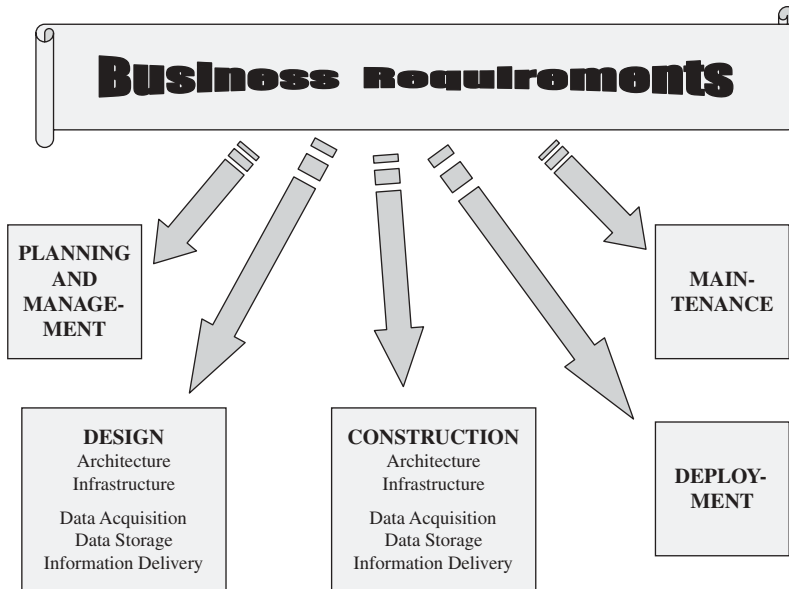 Business Requirements
PLANNING
AND
MANAGE-
MENT
MAIN-
TENANCE
DESIGN
Architecture
Infrastructure
Data Acquisition
Data Storage
Information Delivery
CONSTRUCTION
Architecture
Infrastructure
Data Acquisition
Data Storage
Information Delivery
DEPLOY-
MENT